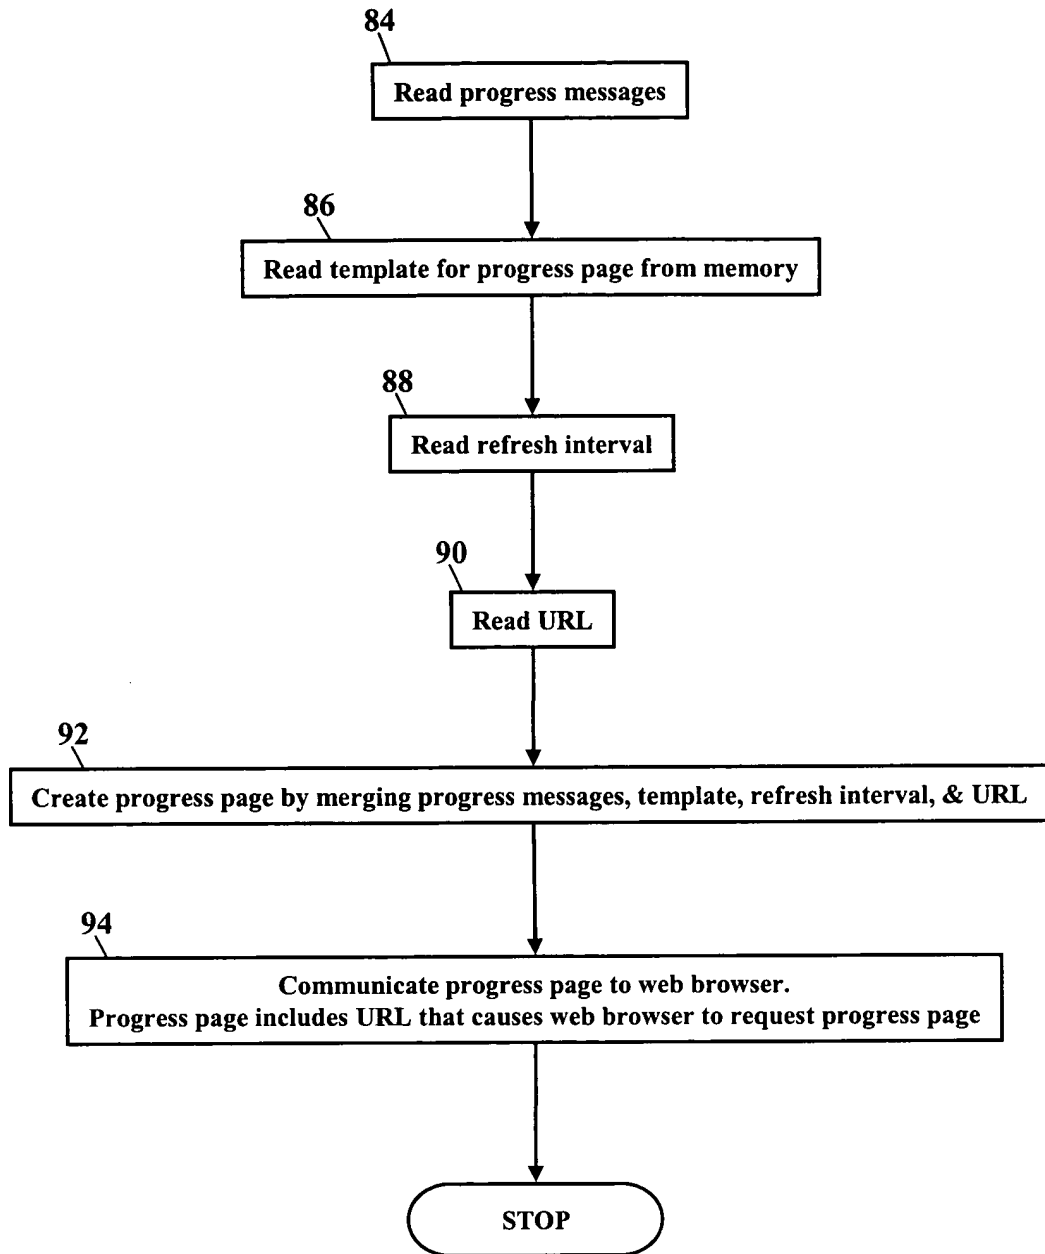 84
Read progress messages
86
Read template for progress page from memory
88
Read refresh interval
90
Read URL
92
Create progress page by merging progress messages, template, refresh interval, & URL
94
Communicate progress page to web browser.
Progress page includes URL that causes web browser to request progress page
STOP